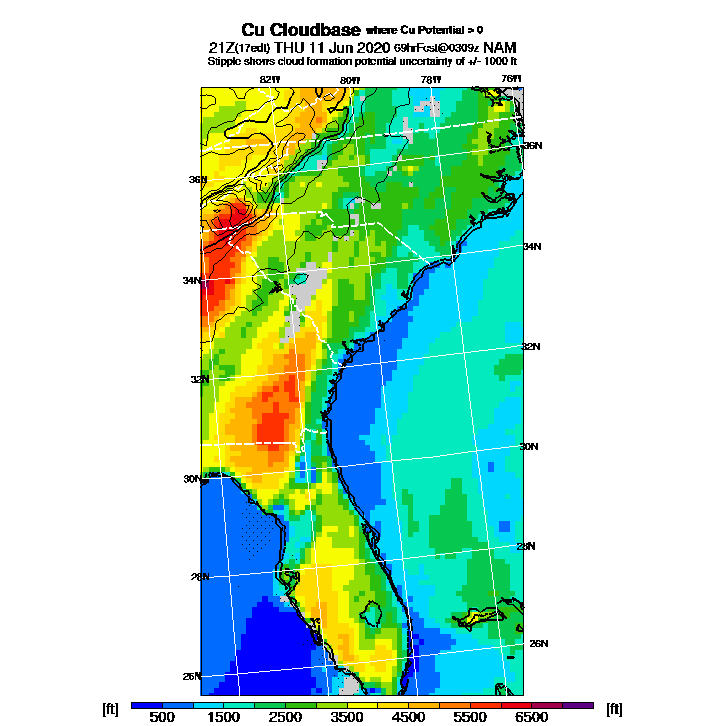 Cu Cloudbase where Cu Potential > 0
21Z(17edt) THU 11 Jun 2020 69hrFcst@0309z NAM
Stipple shows cloud formation potential uncertainty of +/- 1000 ft
82W 80W 78W 76W
36N
36N
34N
34N
32N
32N
30N
30N
28N
28N
26N
26N
[ft] 500 1500 2500 3500 4500 5500 6500 [ft]